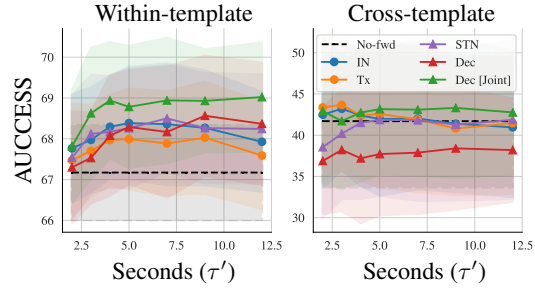 Within-template
Cross-template
AUCCESS
70
69
68
67
66
2.5 5.0 7.5 10.0 12.5
Seconds (τ′)
No-fwd
IN
Tx
STN
Dec
Dec [Joint]
50
45
40
35
30
2.5 5.0 7.5 10.0 12.5
Seconds (τ′)